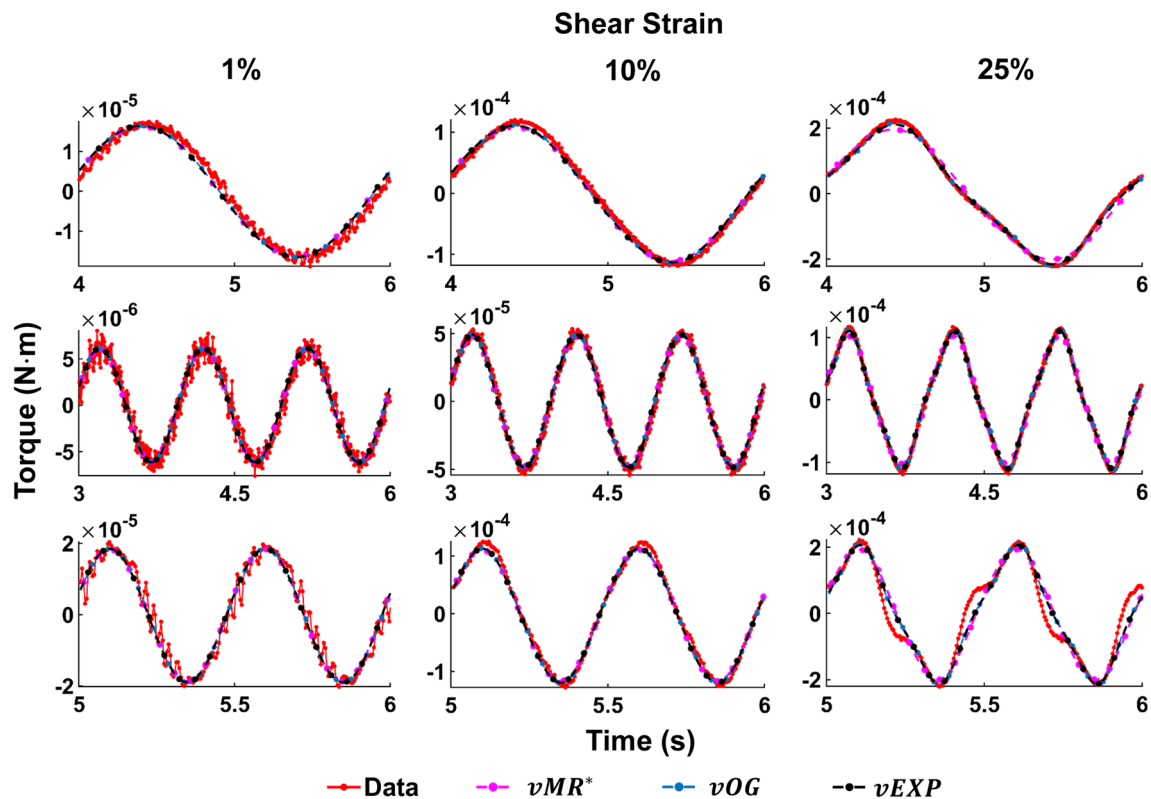 Shear Strain
1% 10% 25%
×10-5 ×10-4 ×10-4
1 0 -1
4 5 6
1 0 -1
4 5 6
2 0 -2
4 5 6
×10-6 ×10-5 ×10-4
5 0 -5
3 4.5 6
5 0 -5
3 4.5 6
1 0 -1
3 4.5 6
×10-5 ×10-4 ×10-4
2 0 -2
5 5.5 6
1 0 -1
5 5.5 6
2 0 -2
5 5.5 6
Torque (N·m)
Time (s)
Data vMR* vOG vEXP